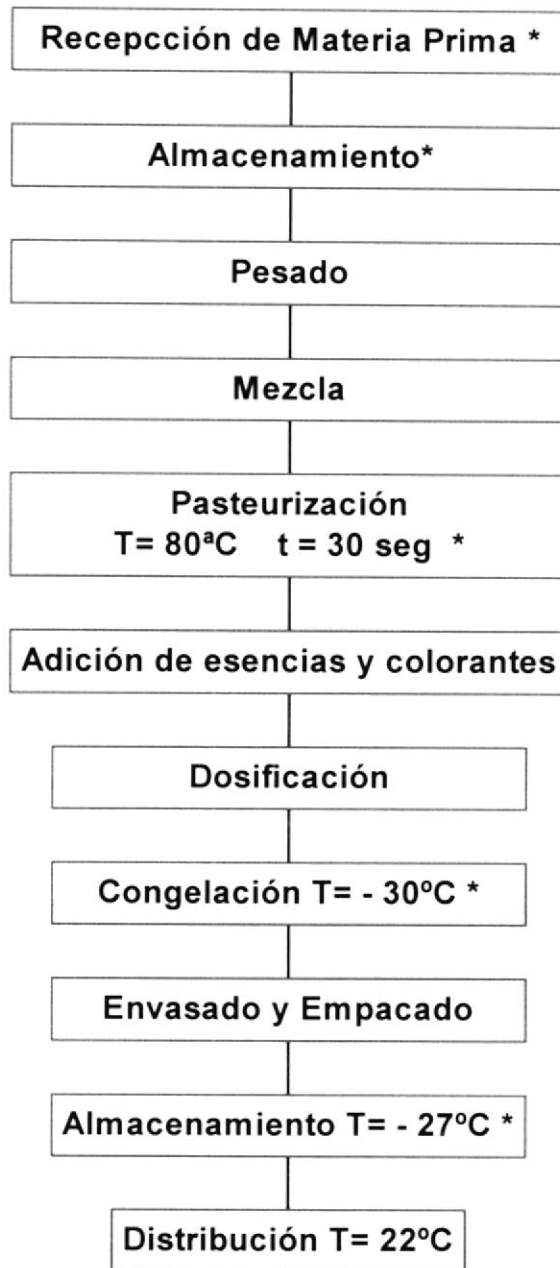 Recepcción de Materia Prima *
Almacenamiento*
Pesado
Mezcla
Pasteurización
T= 80ªC t = 30 seg *
Adición de esencias y colorantes
Dosificación
Congelación T= - 30ºC *
Envasado y Empacado
Almacenamiento T= - 27ºC *
Distribución T= 22ºC